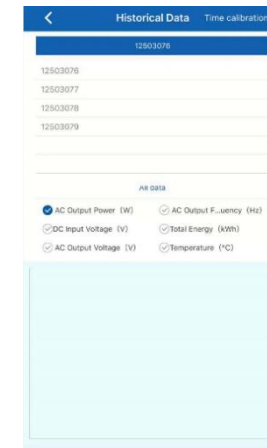 Historical Data Time calibration
12503076
12503076
12503077
12503078
12503079
All data
AC Output Power (W) AC Output F...uency (Hz)
DC Input Voltage (V) Total Energy (kWh)
AC Output Voltage (V) Temperature (°C)